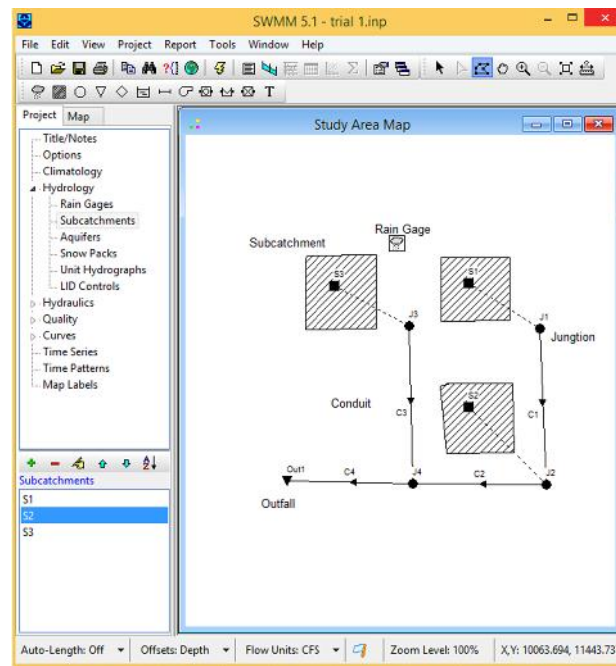 SWMM 5.1 - trial 1.inp
File Edit View Project Report Tools Window Help
Project Map
Title/Notes
Options
Climatology
Hydrology
Rain Gages
Subcatchments
Aquifers
Snow Packs
Unit Hydrographs
LID Controls
Hydraulics
Quality
Curves
Time Series
Time Patterns
Map Labels
Subcatchments
S1
S2
S3
Study Area Map
Rain Gage
Subcatchment
S3
S1
J3
J1
Jungtion
S2
Conduit
C3
C1
Out1
C4
J4
C2
J2
Outfall
Auto-Length: Off Offsets: Depth Flow Units: CFS Zoom Level: 100% X,Y: 10063.694, 11443.73